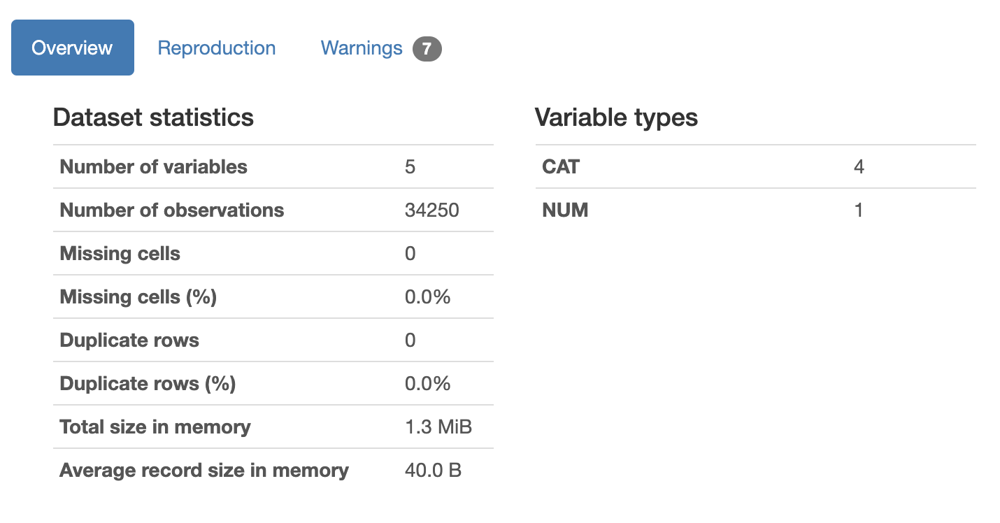 Overview Reproduction Warnings 7
Dataset statistics
Number of variables 5
Number of observations 34250
Missing cells 0
Missing cells (%) 0.0%
Duplicate rows 0
Duplicate rows (%) 0.0%
Total size in memory 1.3 MiB
Average record size in memory 40.0 B
Variable types
CAT 4
NUM 1